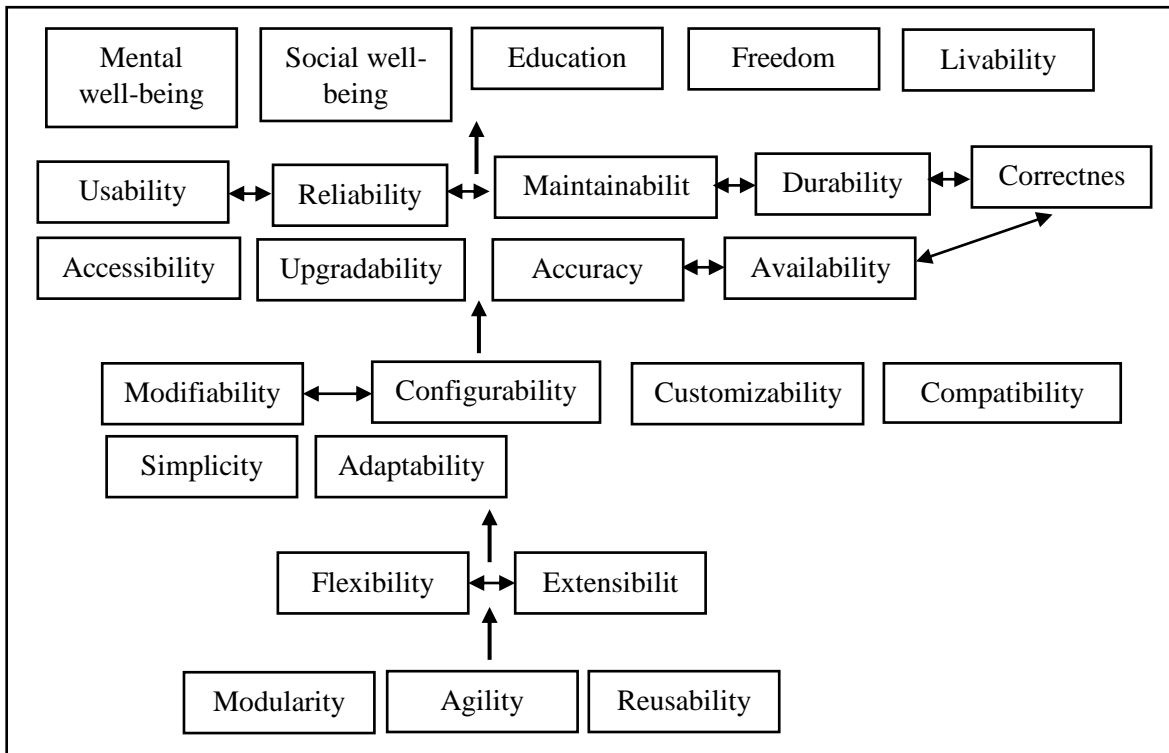 Mental
well-being
Social well-
being
Education
Freedom
Livability
Usability
Reliability
Maintainabilit
Durability
Correctnes
Accessibility
Upgradability
Accuracy
Availability
Modifiability
Configurability
Customizability
Compatibility
Simplicity
Adaptability
Flexibility
Extensibilit
Modularity
Agility
Reusability